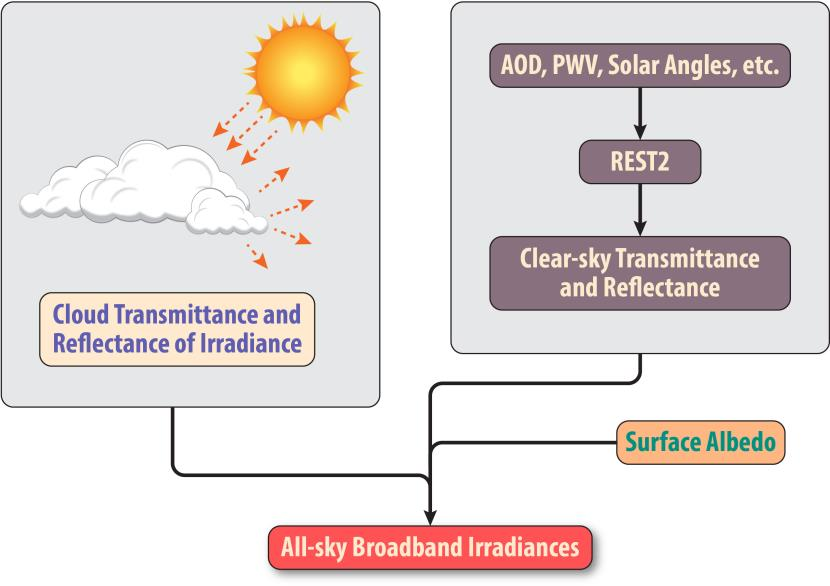 AOD, PWV, Solar Angles, etc.
REST2
Clear-sky Transmittance
and Reflectance
Cloud Transmittance and
Reflectance of Irradiance
Surface Albedo
All-sky Broadband Irradiances